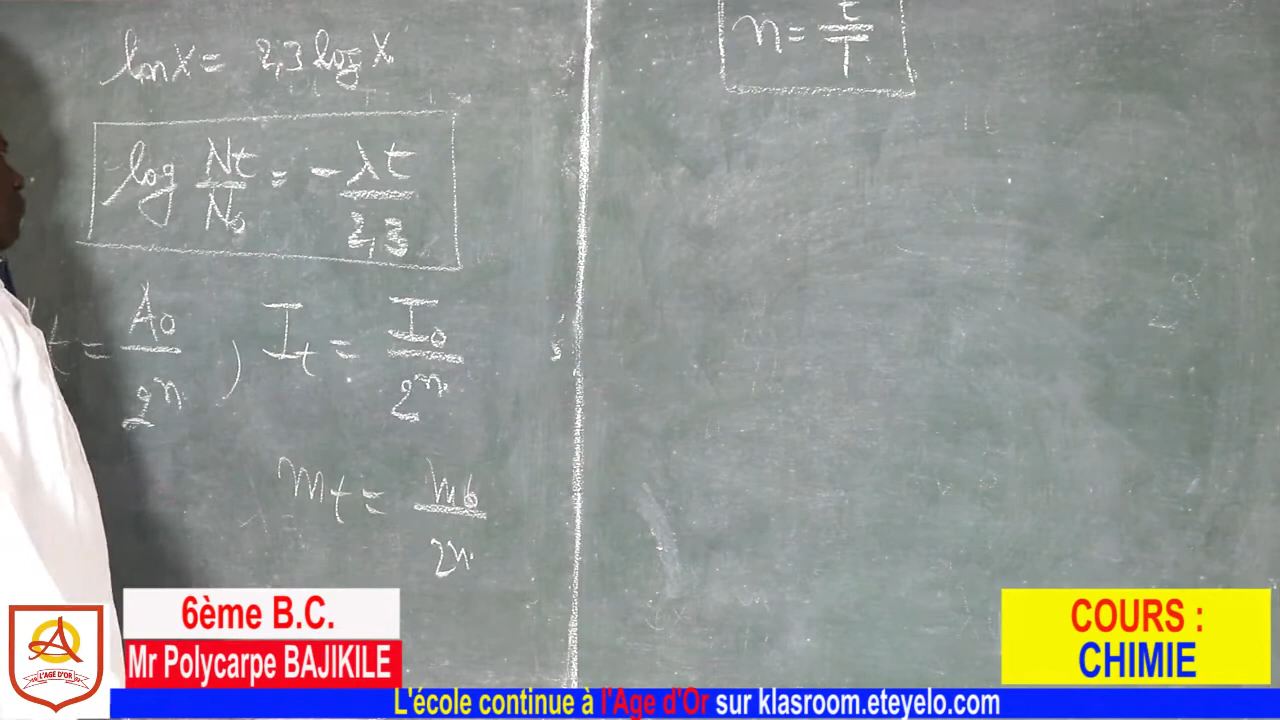 lnX = 2,3 log X
log Nt/N₀ = - λt/2,3
t = A₀/2ⁿ , It = I₀/2ⁿ
mt = m₀/2ⁿ
n = t/T
6ème B.C.
Mr Polycarpe BAJIKILE
L'AGE D'OR
COURS :
CHIMIE
L'école continue à l'Age d'Or sur klasroom.eteyelo.com